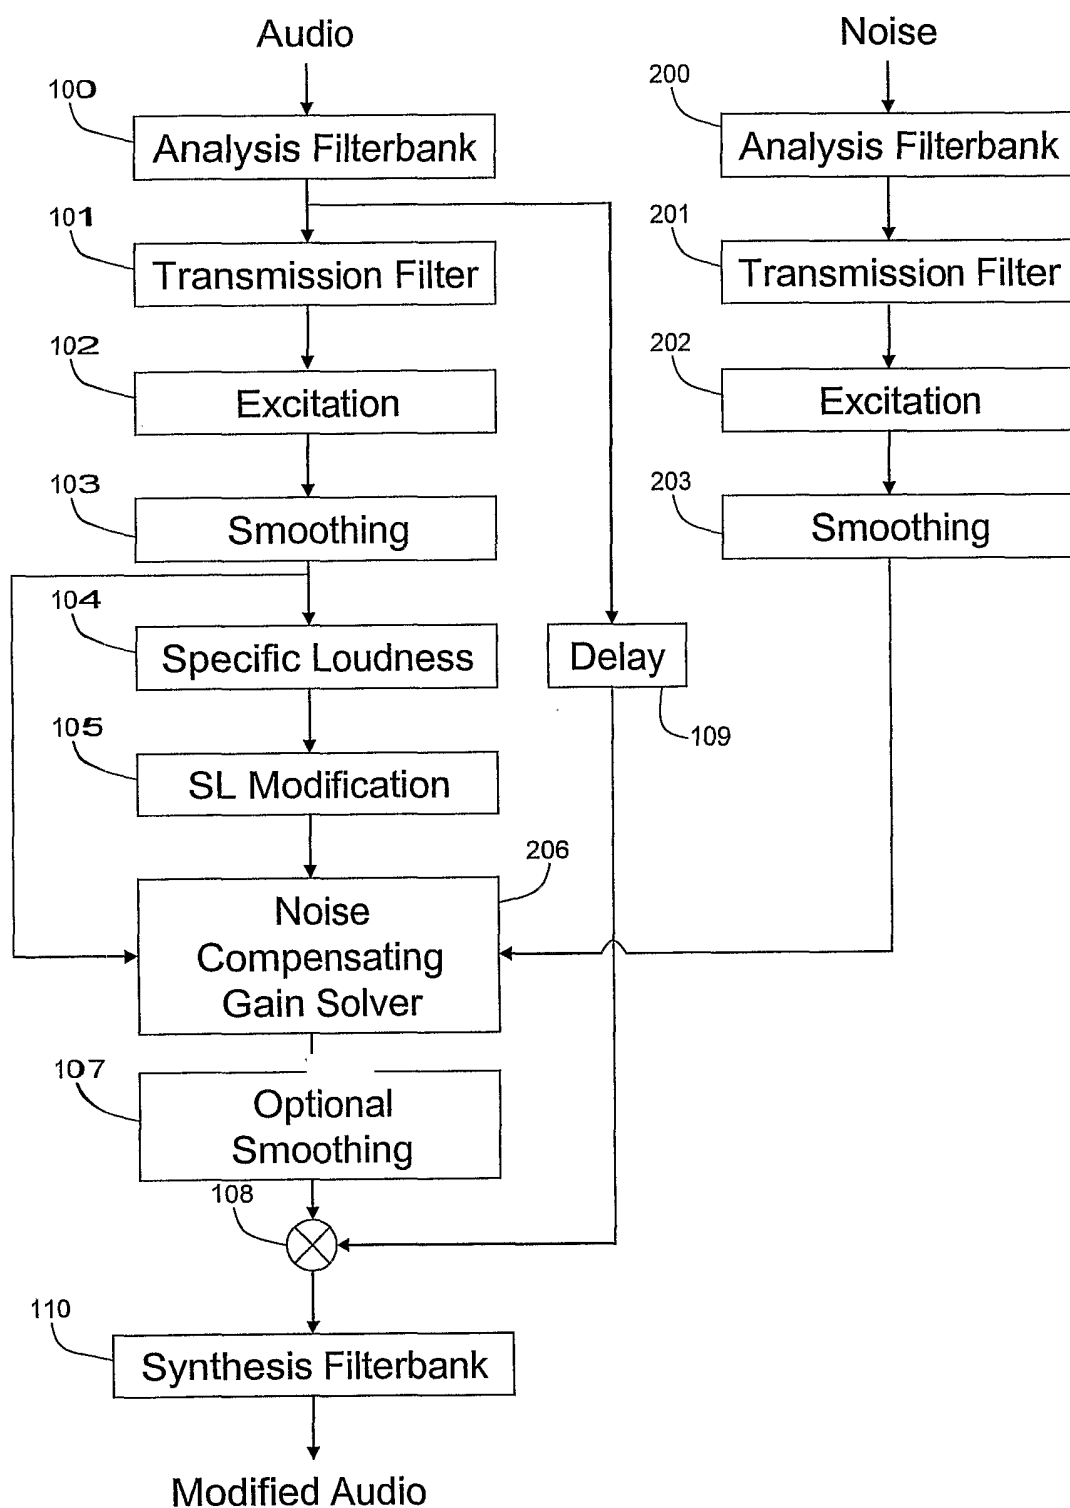 Audio
Noise
100
Analysis Filterbank
200
Analysis Filterbank
101
Transmission Filter
201
Transmission Filter
102
Excitation
202
Excitation
103
Smoothing
203
Smoothing
104
Specific Loudness
Delay
109
105
SL Modification
206
Noise
Compensating
Gain Solver
107
Optional
Smoothing
108
110
Synthesis Filterbank
Modified Audio